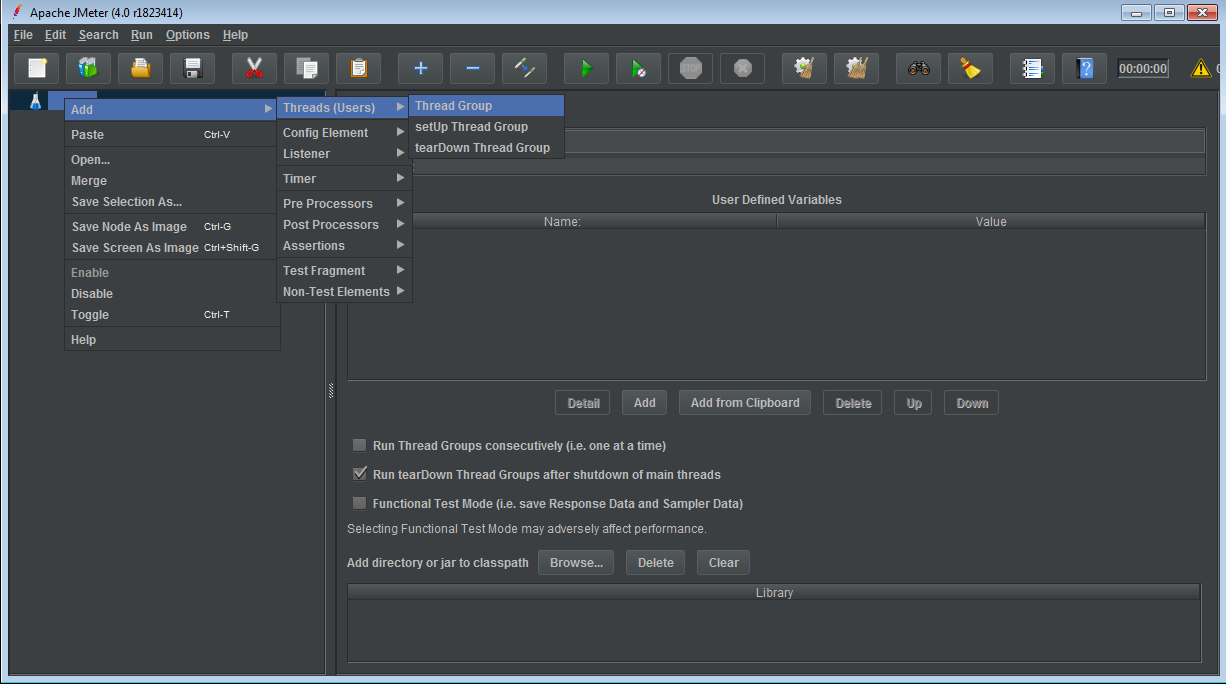 Apache JMeter (4.0 r1823414)
File Edit Search Run Options Help
STOP
00:00:00
Add
Paste Ctrl-V
Open...
Merge
Save Selection As...
Save Node As Image Ctrl-G
Save Screen As Image Ctrl+Shift-G
Enable
Disable
Toggle Ctrl-T
Help
Threads (Users)
Config Element
Listener
Timer
Pre Processors
Post Processors
Assertions
Test Fragment
Non-Test Elements
Thread Group
setUp Thread Group
tearDown Thread Group
User Defined Variables
Name: Value
Detail Add Add from Clipboard Delete Up Down
Run Thread Groups consecutively (i.e. one at a time)
Run tearDown Thread Groups after shutdown of main threads
Functional Test Mode (i.e. save Response Data and Sampler Data)
Selecting Functional Test Mode may adversely affect performance.
Add directory or jar to classpath Browse... Delete Clear
Library